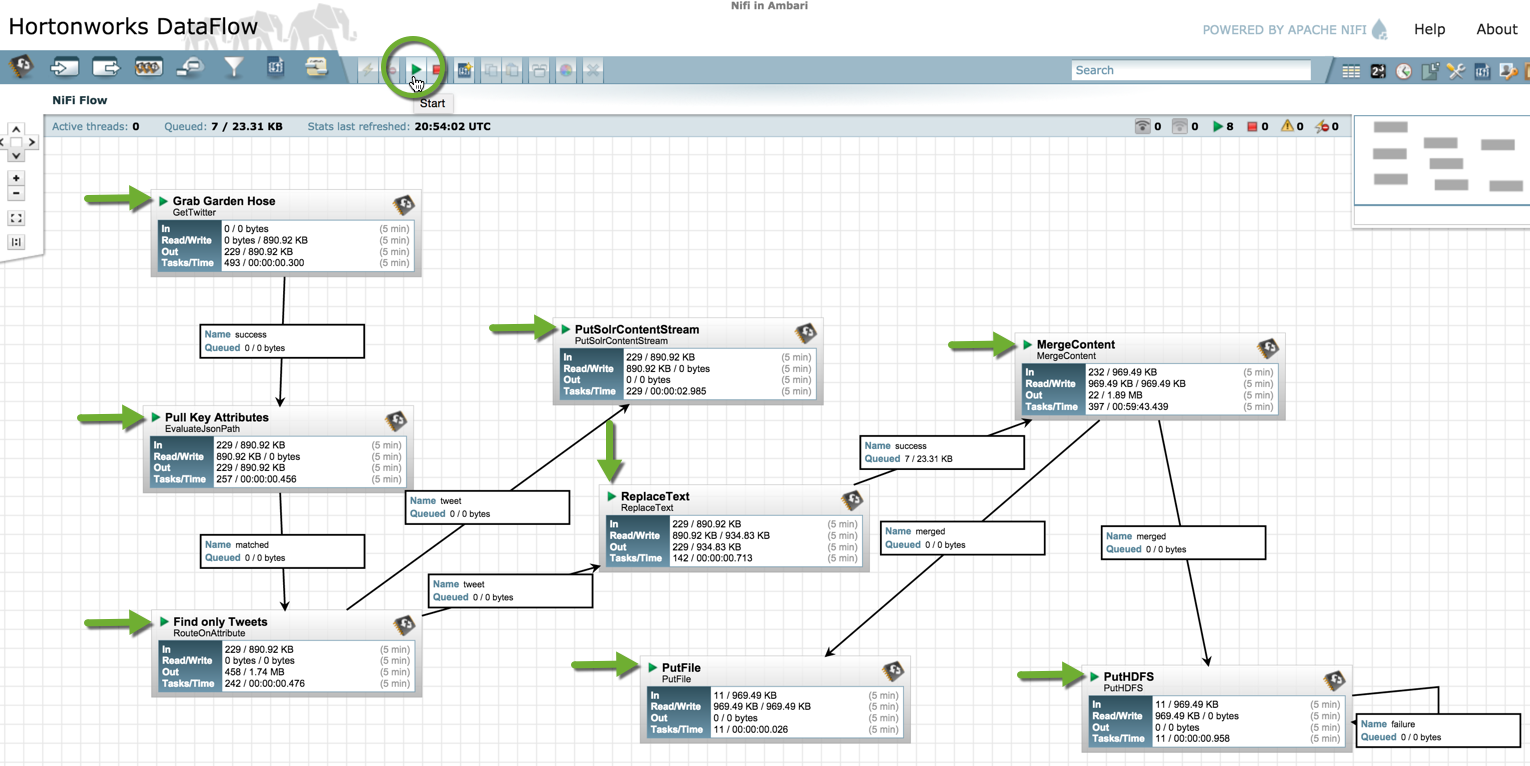 Nifi in Ambari
Hortonworks DataFlow
POWERED BY APACHE NIFI
Help
About
Search
Start
NiFi Flow
Active threads: 0 Queued: 7 / 23.31 KB Stats last refreshed: 20:54:02 UTC
0 0 8 0 0 0
Grab Garden Hose
GetTwitter
In 0 / 0 bytes (5 min)
Read/Write 0 bytes / 890.92 KB (5 min)
Out 229 / 890.92 KB (5 min)
Tasks/Time 493 / 00:00:00.300 (5 min)
Name success
Queued 0 / 0 bytes
PutSolrContentStream
PutSolrContentStream
In 229 / 890.92 KB (5 min)
Read/Write 890.92 KB / 0 bytes (5 min)
Out 0 / 0 bytes (5 min)
Tasks/Time 229 / 00:00:02.985 (5 min)
MergeContent
MergeContent
In 232 / 969.49 KB (5 min)
Read/Write 969.49 KB / 969.49 KB (5 min)
Out 22 / 1.89 MB (5 min)
Tasks/Time 397 / 00:59:43.439 (5 min)
Pull Key Attributes
EvaluateJsonPath
In 229 / 890.92 KB (5 min)
Read/Write 890.92 KB / 0 bytes (5 min)
Out 229 / 890.92 KB (5 min)
Tasks/Time 257 / 00:00:00.456 (5 min)
Name success
Queued 7 / 23.31 KB
Name tweet
Queued 0 / 0 bytes
ReplaceText
ReplaceText
In 229 / 890.92 KB (5 min)
Read/Write 890.92 KB / 934.83 KB (5 min)
Out 229 / 934.83 KB (5 min)
Tasks/Time 142 / 00:00:00.713 (5 min)
Name merged
Queued 0 / 0 bytes
Name merged
Queued 0 / 0 bytes
Name matched
Queued 0 / 0 bytes
Name tweet
Queued 0 / 0 bytes
Find only Tweets
RouteOnAttribute
In 229 / 890.92 KB (5 min)
Read/Write 0 bytes / 0 bytes (5 min)
Out 458 / 1.74 MB (5 min)
Tasks/Time 242 / 00:00:00.476 (5 min)
PutFile
PutFile
In 11 / 969.49 KB (5 min)
Read/Write 969.49 KB / 969.49 KB (5 min)
Out 0 / 0 bytes (5 min)
Tasks/Time 11 / 00:00:00.026 (5 min)
PutHDFS
PutHDFS
In 11 / 969.49 KB (5 min)
Read/Write 969.49 KB / 0 bytes (5 min)
Out 0 / 0 bytes (5 min)
Tasks/Time 11 / 00:00:00.958 (5 min)
Name failure
Queued 0 / 0 bytes